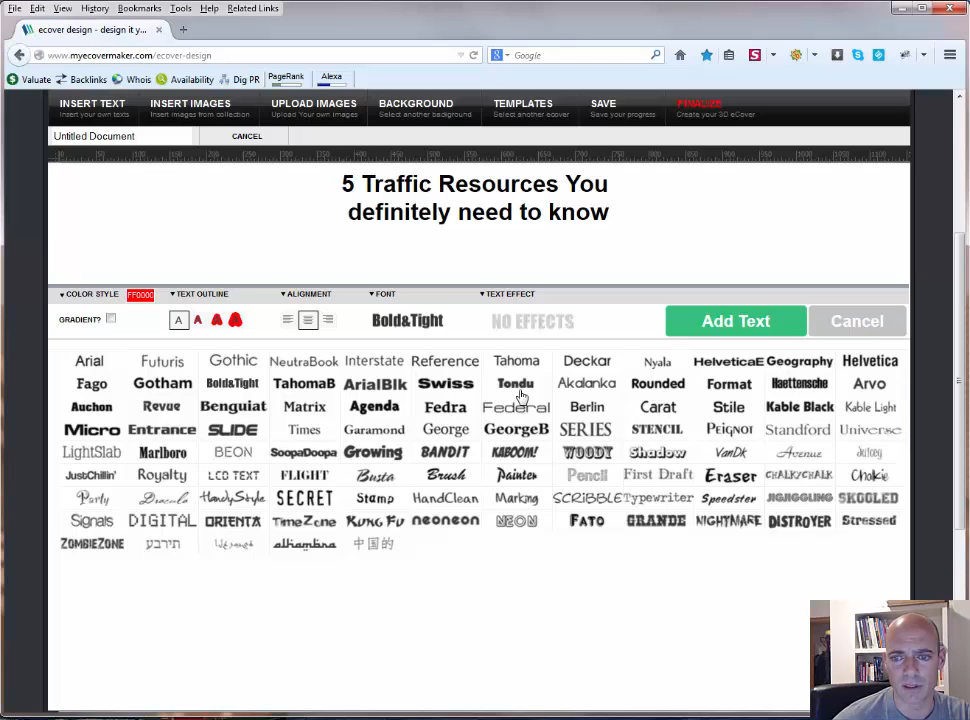 File Edit View History Bookmarks Tools Help Related Links
ecover design - design it y...
www.myecovermaker.com/ecover-design
Google
Valuate Backlinks Whois Availability Dig PR PageRank Alexa
INSERT TEXT INSERT IMAGES UPLOAD IMAGES BACKGROUND TEMPLATES SAVE FINALIZE
Insert your own texts Insert images from collection Upload Your own images Select another background Select another ecover Save your progress Create your 3D eCover
Untitled Document CANCEL
5 Traffic Resources You
definitely need to know
COLOR STYLE FF0000 TEXT OUTLINE ALIGNMENT FONT TEXT EFFECT
GRADIENT? A A A A Bold&Tight NO EFFECTS Add Text Cancel
Arial Futuris Gothic NeutraBook Interstate Reference Tahoma Deckar Nyala HelveticaE Geography Helvetica
Fago Gotham Bold&Tight TahomaB ArialBlk Swiss Tondu Akalanka Rounded Format Haettensche Arvo
Auchon Revue Benguiat Matrix Agenda Fedra Federal Berlin Carat Stile Kable Black Kable Light
Micro Entrance SLIDE Times Garamond George GeorgeB SERIES STENCIL PEIGNOT Standford Universe
LightSlab Marlboro BEON SoopaDoopa Growing BANDIT KABOOM! WOODY Shadow VanDk Avenue Juicey
JustChillin' Royalty LCD TEXT FLIGHT Busta Brush Painter Pencil First Draft Eraser CHALK/CHALK Chokie
Party Dracula HandyStyle SECRET Stamp HandClean Marking SCRIBBLE Typewriter Speedster JIGJIGGLING SKOOLED
Signals DIGITAL ORIENTA TimeZone KUNG FU neoneon NEON FATO GRANDE NIGHTMARE DISTROYER Stressed
ZOMBIEZONE תירבע alhambra 中国的